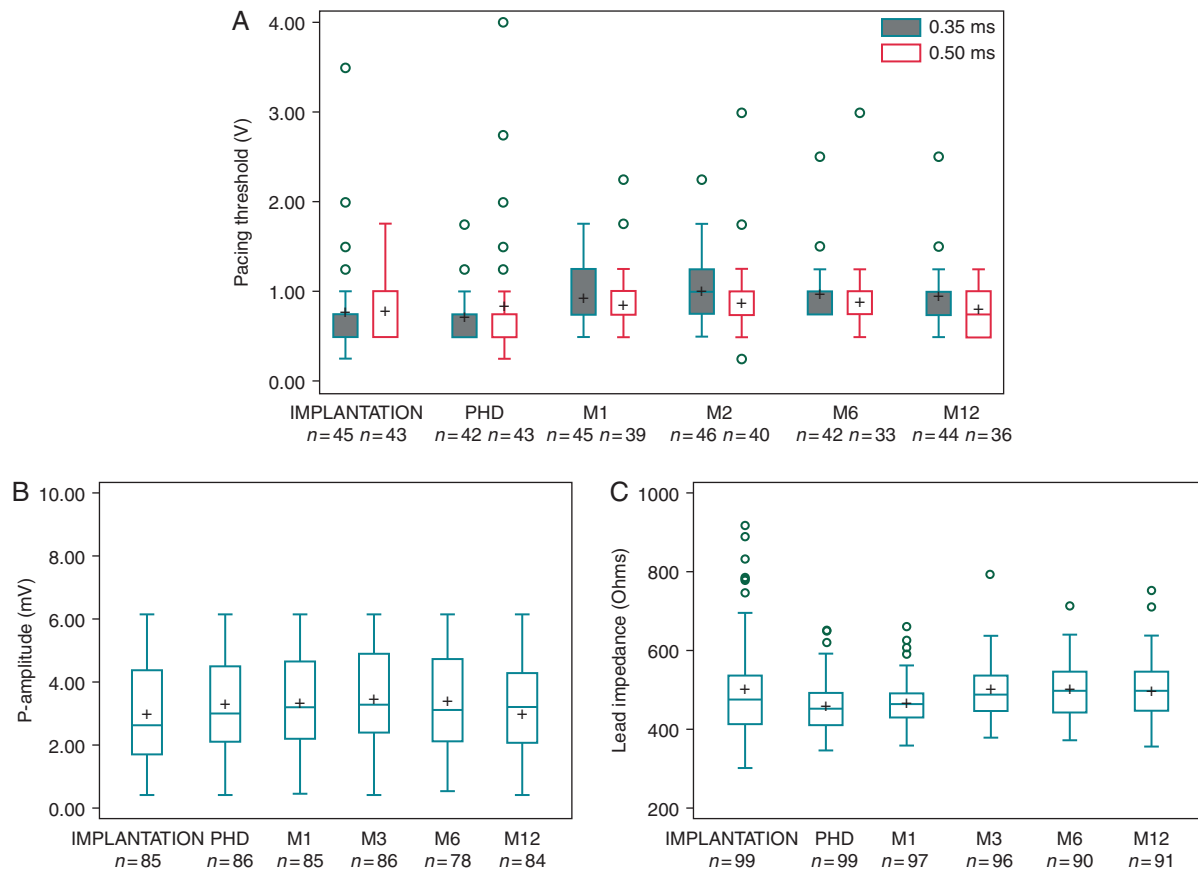 A
0.35 ms
0.50 ms
Pacing threshold (V)
4.00
3.00
2.00
1.00
0.00
IMPLANTATION PHD M1 M2 M6 M12
n=45 n=43 n=42 n=43 n=45 n=39 n=46 n=40 n=42 n=33 n=44 n=36
B
P-amplitude (mV)
10.00
8.00
6.00
4.00
2.00
0.00
IMPLANTATION PHD M1 M3 M6 M12
n=85 n=86 n=85 n=86 n=78 n=84
C
Lead impedance (Ohms)
1000
800
600
400
200
IMPLANTATION PHD M1 M3 M6 M12
n=99 n=99 n=97 n=96 n=90 n=91